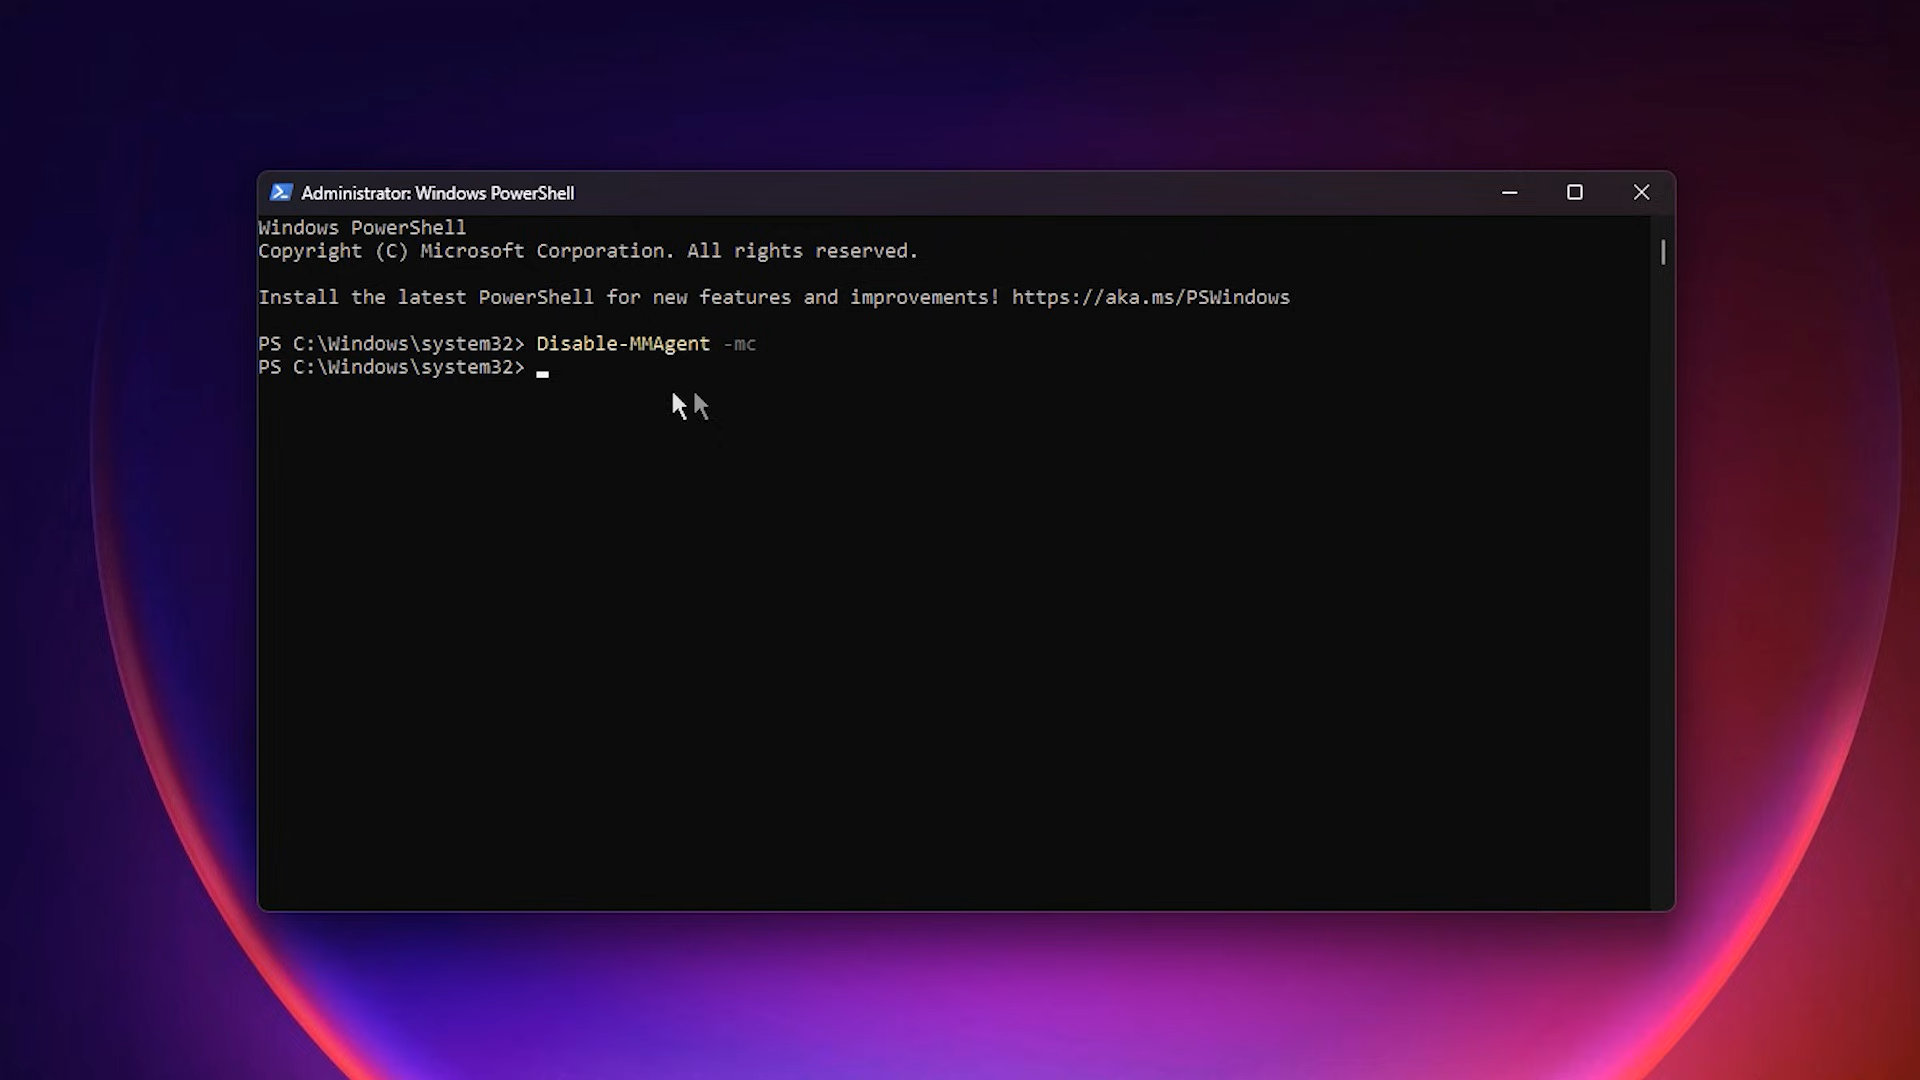 Administrator: Windows PowerShell
Windows PowerShell
Copyright (C) Microsoft Corporation. All rights reserved.
Install the latest PowerShell for new features and improvements! https://aka.ms/PSWindows
PS C:\Windows\system32> Disable-MMAgent -mc
PS C:\Windows\system32>